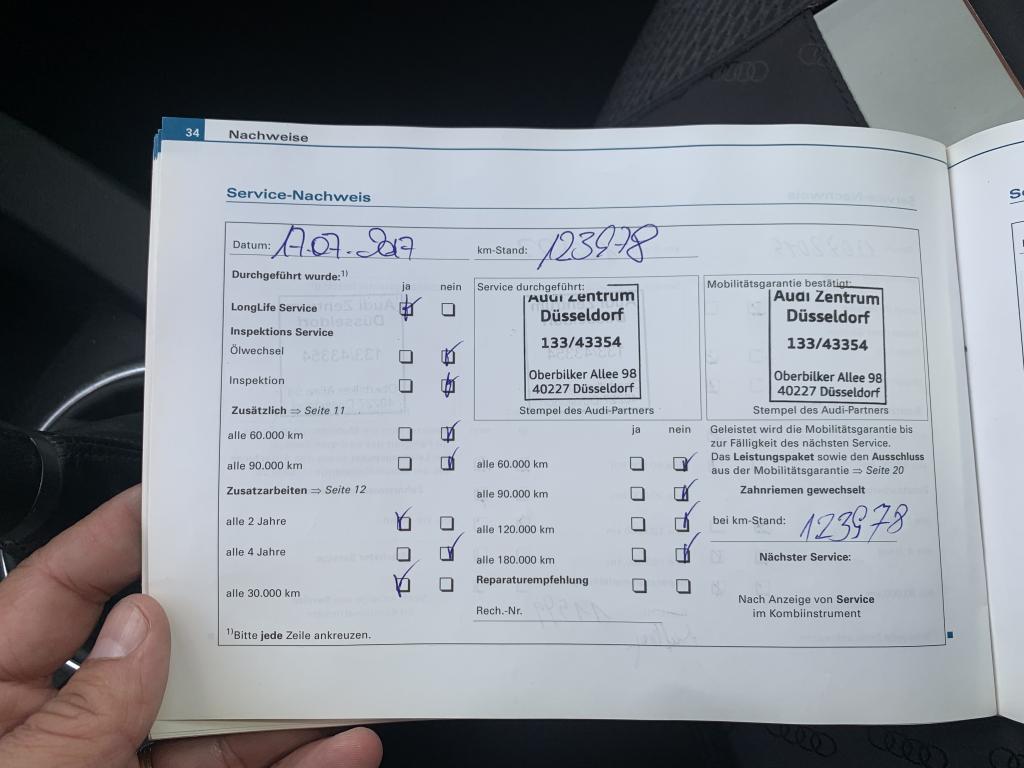 34 Nachweise
Service-Nachweis
Datum: 17.07.2017 km-Stand: 123978
Durchgeführt wurde:1)
ja nein
LongLife Service
Inspektions Service
Ölwechsel
Inspektion
Zusätzlich ⇒ Seite 11
alle 60.000 km
alle 90.000 km
Zusatzarbeiten ⇒ Seite 12
alle 2 Jahre
alle 4 Jahre
alle 30.000 km
1)Bitte jede Zeile ankreuzen.
Service durchgeführt:
Audi Zentrum
Düsseldorf
133/43354
Oberbilker Allee 98
40227 Düsseldorf
Stempel des Audi-Partners
ja nein
alle 60.000 km
alle 90.000 km
alle 120.000 km
alle 180.000 km
Reparaturempfehlung
Rech.-Nr.
Mobilitätsgarantie bestätigt:
Audi Zentrum
Düsseldorf
133/43354
Oberbilker Allee 98
40227 Düsseldorf
Stempel des Audi-Partners
Geleistet wird die Mobilitätsgarantie bis
zur Fälligkeit des nächsten Service.
Das Leistungspaket sowie den Ausschluss
aus der Mobilitätsgarantie ⇒ Seite 20
Zahnriemen gewechselt
bei km-Stand: 123978
Nächster Service:
Nach Anzeige von Service
im Kombiinstrument